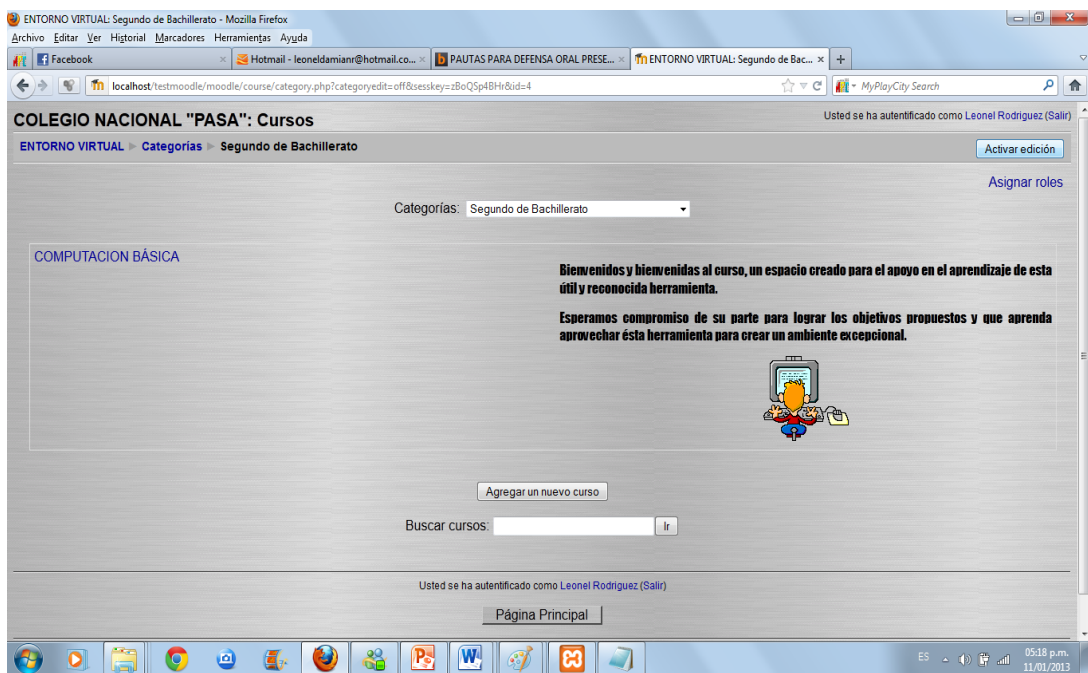 ENTORNO VIRTUAL: Segundo de Bachillerato - Mozilla Firefox
Archivo Editar Ver Historial Marcadores Herramientas Ayuda
Facebook
Hotmail - leoneldamianr@hotmail.co...
PAUTAS PARA DEFENSA ORAL PRESE...
ENTORNO VIRTUAL: Segundo de Bac...
localhost/testmoodle/moodle/course/category.php?categoryedit=off&sesskey=zBoQSp4BHr&id=4
MyPlayCity Search
COLEGIO NACIONAL "PASA": Cursos
Usted se ha autentificado como Leonel Rodriguez (Salir)
ENTORNO VIRTUAL ► Categorías ► Segundo de Bachillerato
Activar edición
Asignar roles
Categorías: Segundo de Bachillerato
COMPUTACION BÁSICA
Bienvenidos y bienvenidas al curso, un espacio creado para el apoyo en el aprendizaje de esta
útil y reconocida herramienta.
Esperamos compromiso de su parte para lograr los objetivos propuestos y que aprenda
aprovechar ésta herramienta para crear un ambiente excepcional.
Agregar un nuevo curso
Buscar cursos:
Ir
Usted se ha autentificado como Leonel Rodriguez (Salir)
Página Principal
ES
05:18 p.m.
11/01/2013